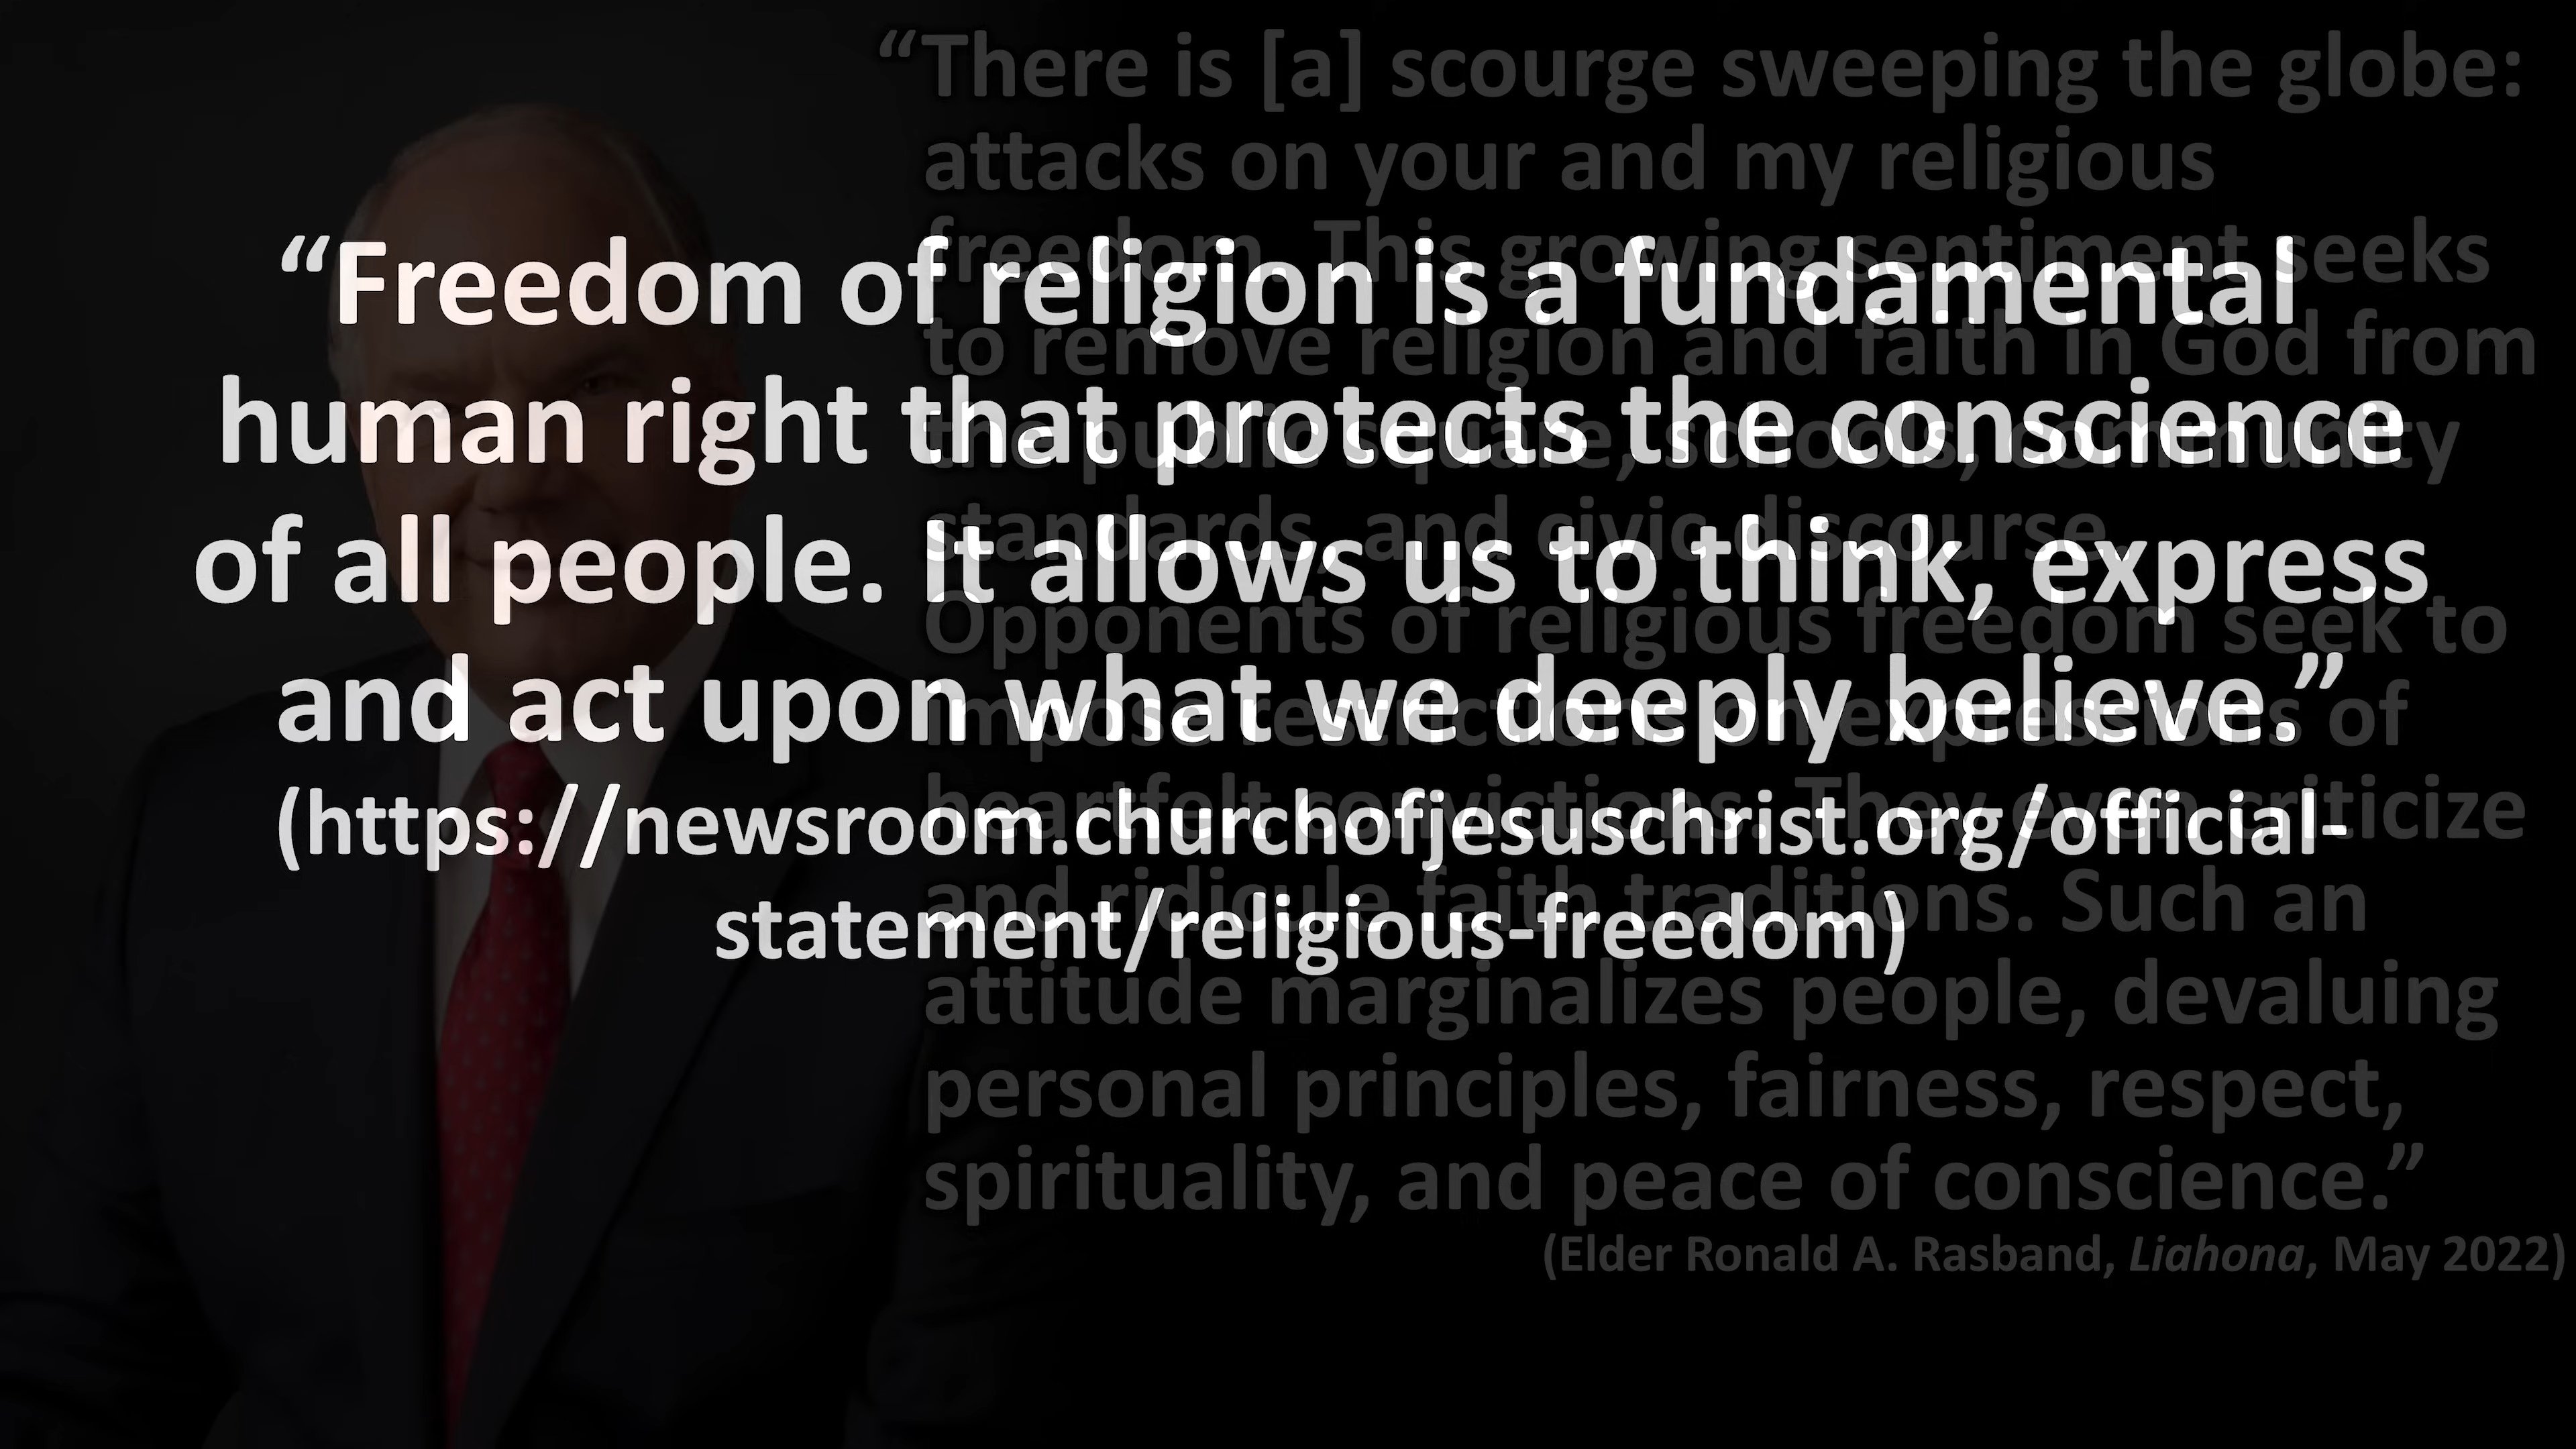 “Freedom of religion is a fundamental
human right that protects the conscience
of all people. It allows us to think, express
and act upon what we deeply believe.”
(https://newsroom.churchofjesuschrist.org/official-
statement/religious-freedom)
“There is [a] scourge sweeping the globe:
attacks on your and my religious
freedom. This growing sentiment seeks
to remove religion and faith in God from
the public square, schools, community
standards, and civic discourse.
Opponents of religious freedom seek to
impose restrictions on expressions of
heartfelt convictions. They even criticize
and ridicule faith traditions. Such an
attitude marginalizes people, devaluing
personal principles, fairness, respect,
spirituality, and peace of conscience.”
(Elder Ronald A. Rasband, Liahona, May 2022)